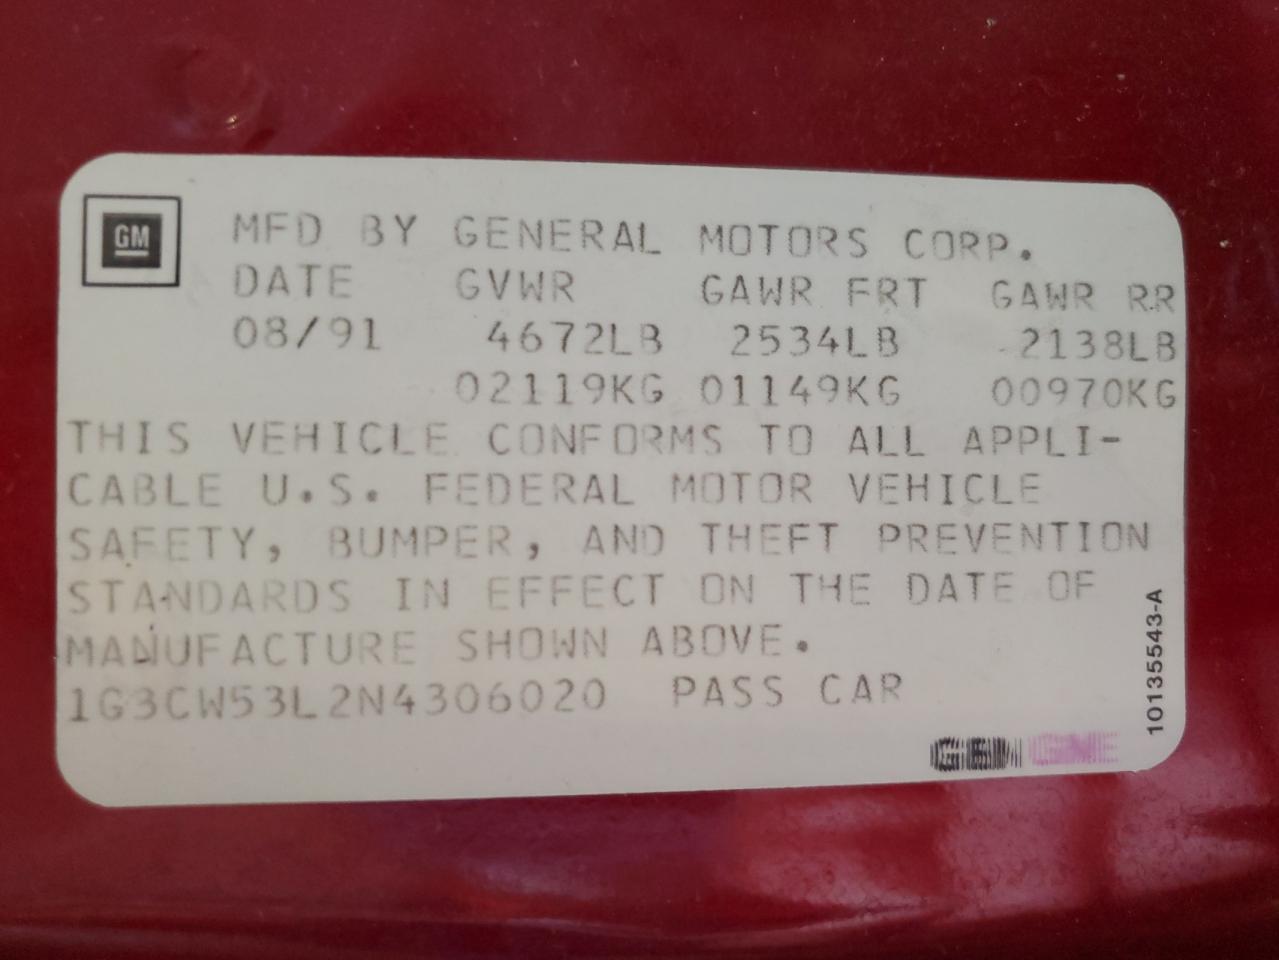 GM
MFD BY GENERAL MOTORS CORP.
DATE GVWR GAWR FRT GAWR RR
08/91 4672LB 2534LB 2138LB
02119KG 01149KG 00970KG
THIS VEHICLE CONFORMS TO ALL APPLI-
CABLE U.S. FEDERAL MOTOR VEHICLE
SAFETY, BUMPER, AND THEFT PREVENTION
STANDARDS IN EFFECT ON THE DATE OF
MANUFACTURE SHOWN ABOVE.
1G3CW53L2N4306020 PASS CAR
10135543-A